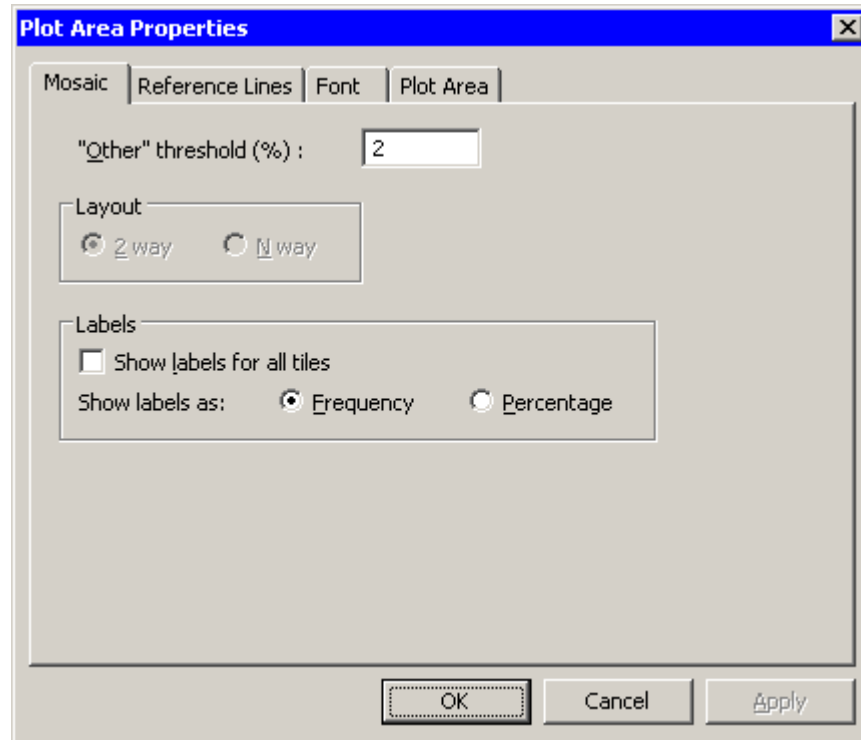 Plot Area Properties
Mosaic Reference Lines Font Plot Area
"Other" threshold (%) : 2
Layout
2 way N way
Labels
Show labels for all tiles
Show labels as: Frequency Percentage
OK Cancel Apply